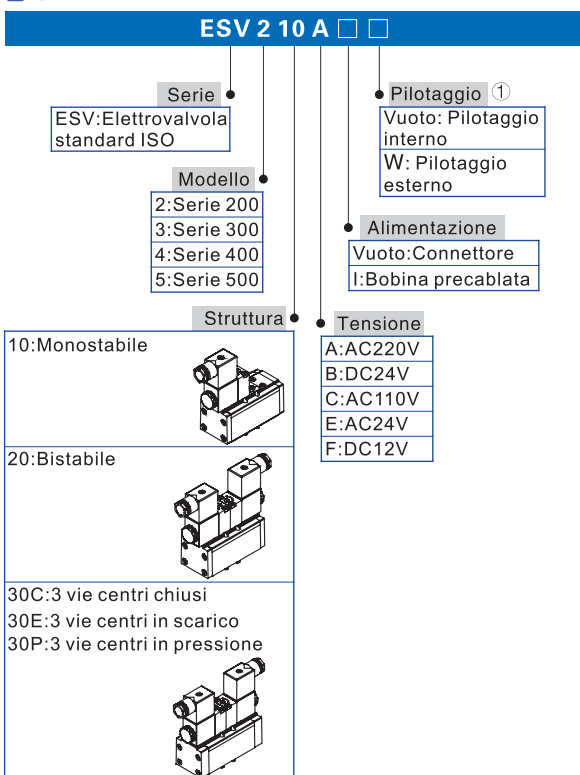 ESV 2 10 A □ □
Serie
ESV:Elettrovalvola
standard ISO
Modello
2:Serie 200
3:Serie 300
4:Serie 400
5:Serie 500
Struttura
10:Monostabile
20:Bistabile
30C:3 vie centri chiusi
30E:3 vie centri in scarico
30P:3 vie centri in pressione
Pilotaggio ①
Vuoto: Pilotaggio
interno
W: Pilotaggio
esterno
Alimentazione
Vuoto:Connettore
I:Bobina precablata
Tensione
A:AC220V
B:DC24V
C:AC110V
E:AC24V
F:DC12V